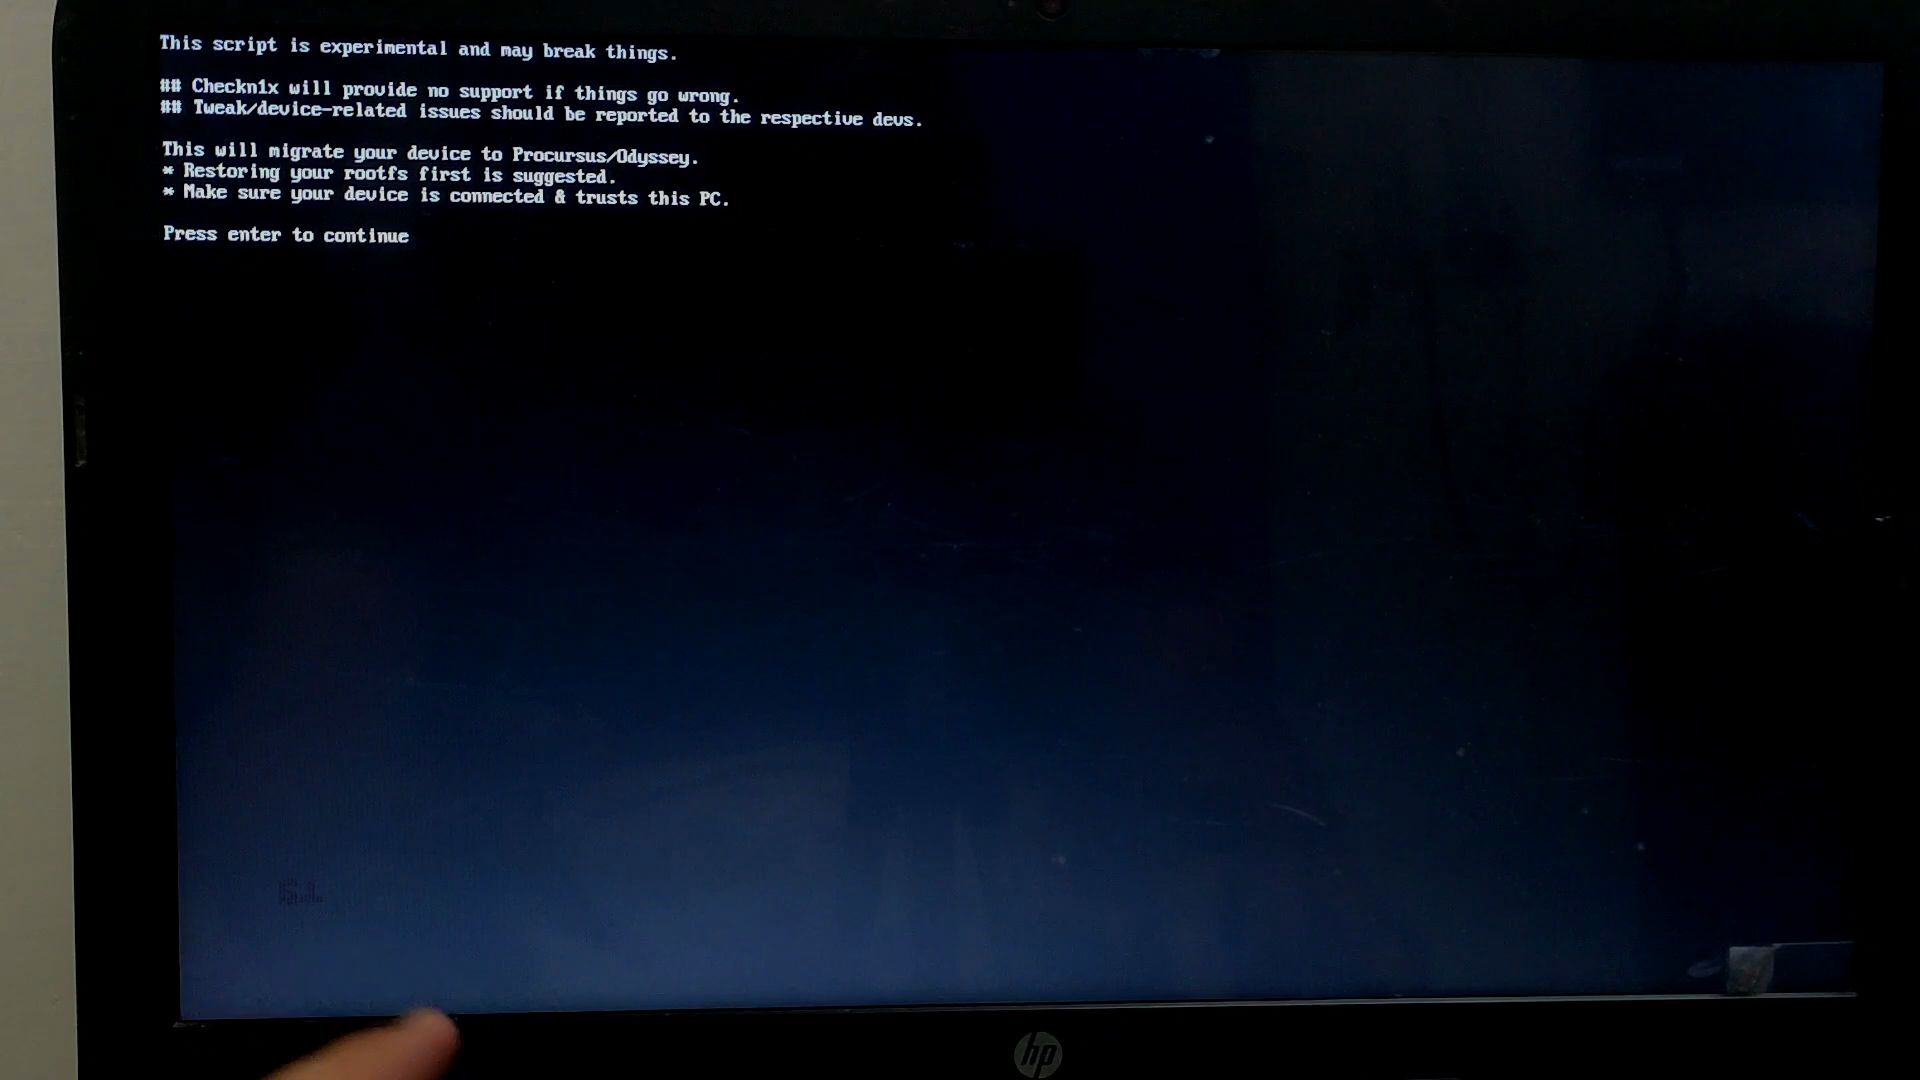 This script is experimental and may break things.
## Checkn1x will provide no support if things go wrong.
## Tweak/device-related issues should be reported to the respective devs.
This will migrate your device to Procursus/Odyssey.
* Restoring your rootfs first is suggested.
* Make sure your device is connected & trusts this PC.
Press enter to continue
hp